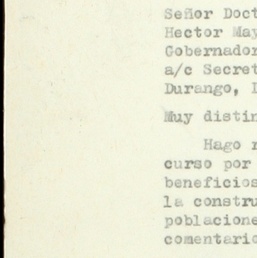 Señor Doct
Hector May
Gobernador
a/c Secret
Durango, D
Muy distin
Hago r
curso por
beneficios
la constru
poblacione
comentario